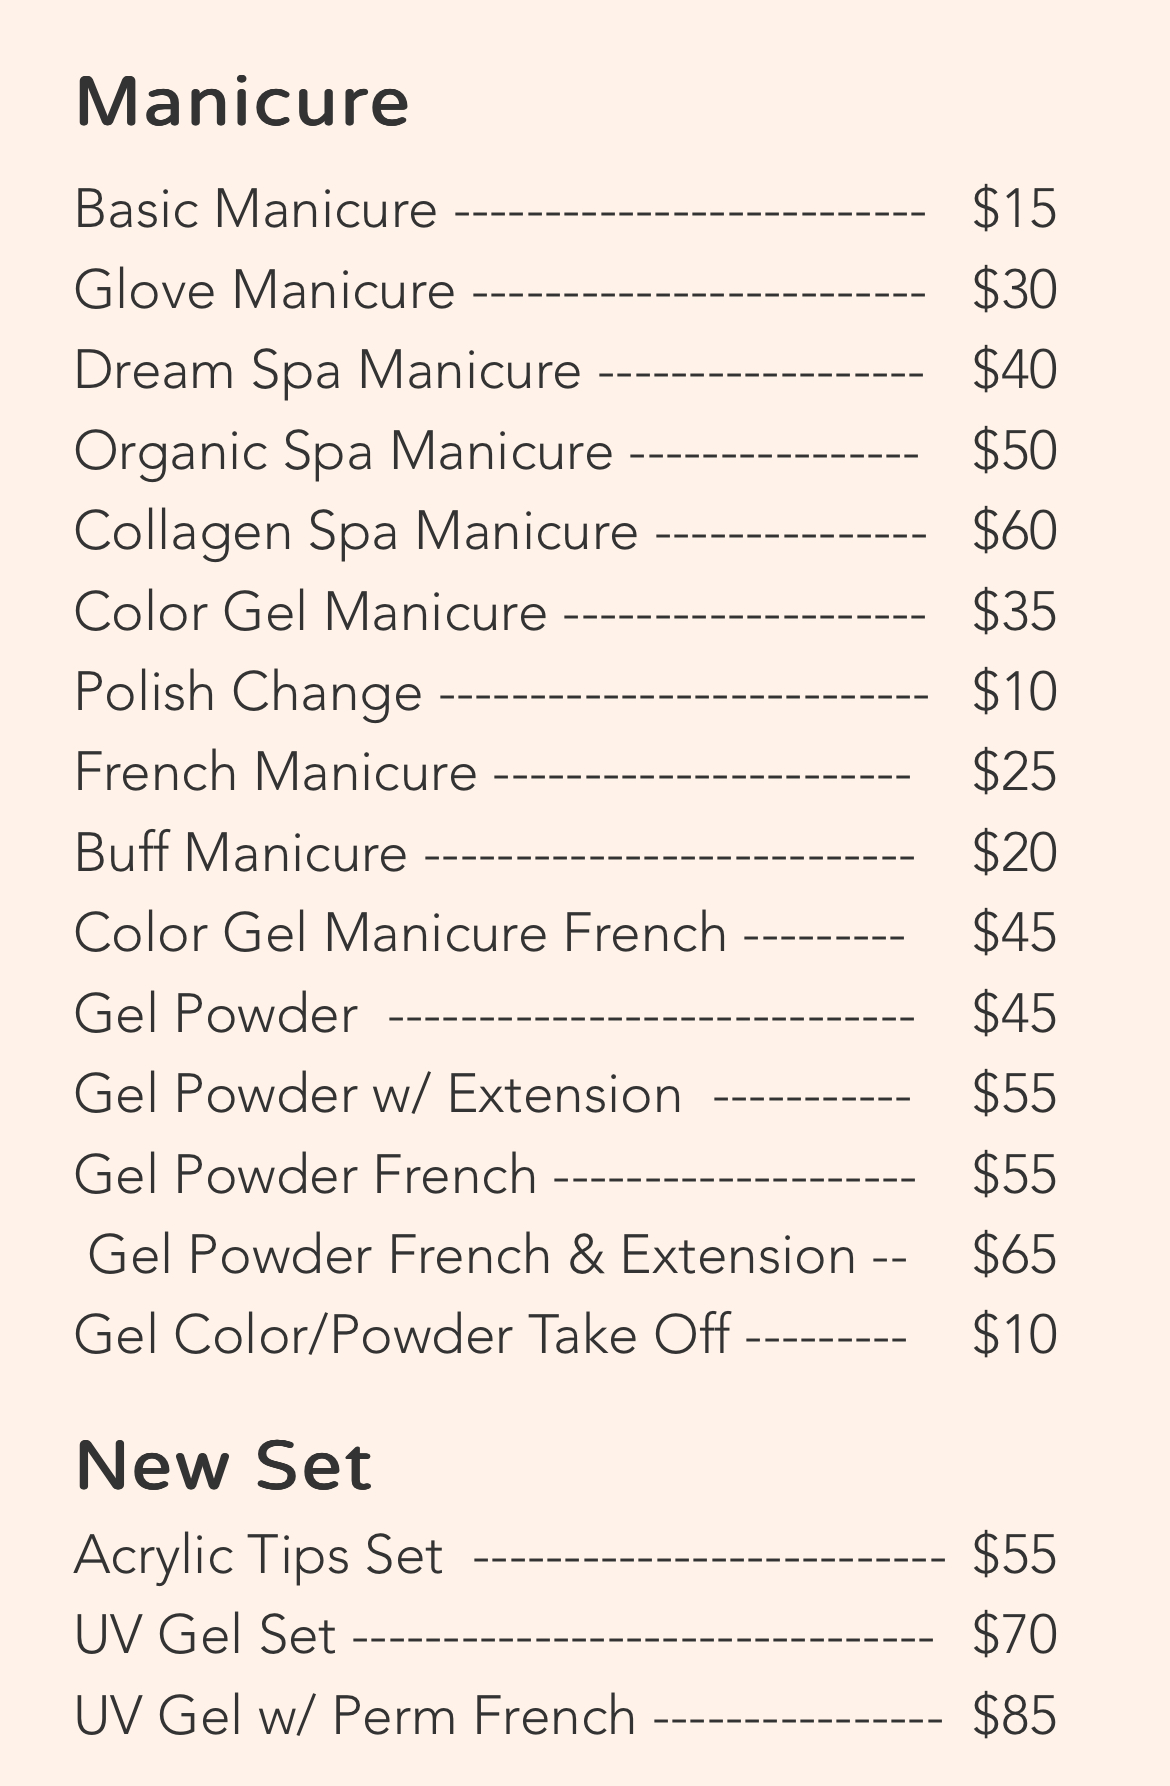 Manicure
Basic Manicure -------------------------- $15
Glove Manicure ------------------------- $30
Dream Spa Manicure ------------------ $40
Organic Spa Manicure ---------------- $50
Collagen Spa Manicure --------------- $60
Color Gel Manicure -------------------- $35
Polish Change --------------------------- $10
French Manicure ----------------------- $25
Buff Manicure --------------------------- $20
Color Gel Manicure French --------- $45
Gel Powder ----------------------------- $45
Gel Powder w/ Extension ----------- $55
Gel Powder French -------------------- $55
Gel Powder French & Extension -- $65
Gel Color/Powder Take Off --------- $10
New Set
Acrylic Tips Set -------------------------- $55
UV Gel Set -------------------------------- $70
UV Gel w/ Perm French ---------------- $85